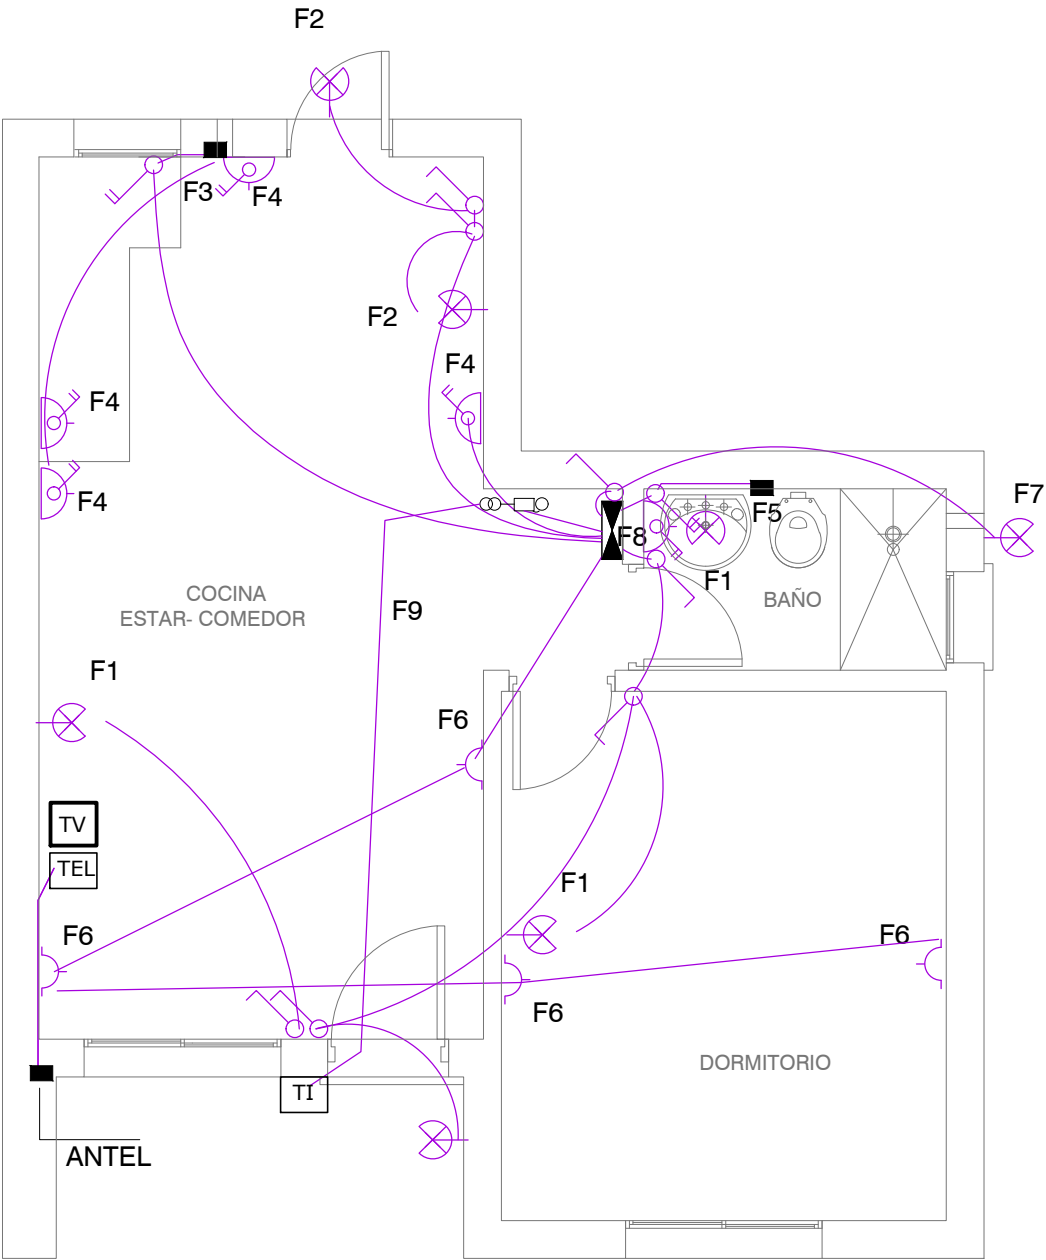 F2
F3
F4
F2
F4
F4
F4
F7
F5
F8
F1
BAÑO
COCINA
ESTAR- COMEDOR
F9
F1
F6
TV
TEL
F1
F6
F6
F6
DORMITORIO
TI
ANTEL